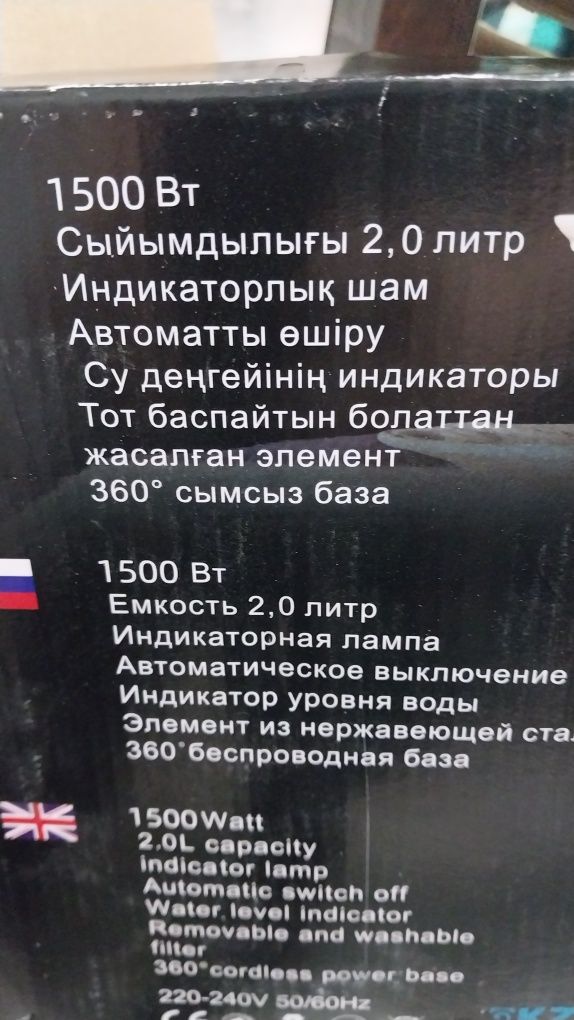 1500 Вт
Сыйымдылығы 2,0 литр
Индикаторлық шам
Автоматты өшіру
Су деңгейінің индикаторы
Тот баспайтын болаттан
жасалған элемент
360° сымсыз база
1500 Вт
Емкость 2,0 литр
Индикаторная лампа
Автоматическое выключение
Индикатор уровня воды
Элемент из нержавеющей ста
360°беспроводная база
1500Watt
2.0L capacity
indicator lamp
Automatic switch off
Water level indicator
Removable and washable
filter
360°cordless power base
220-240V 50/60Hz